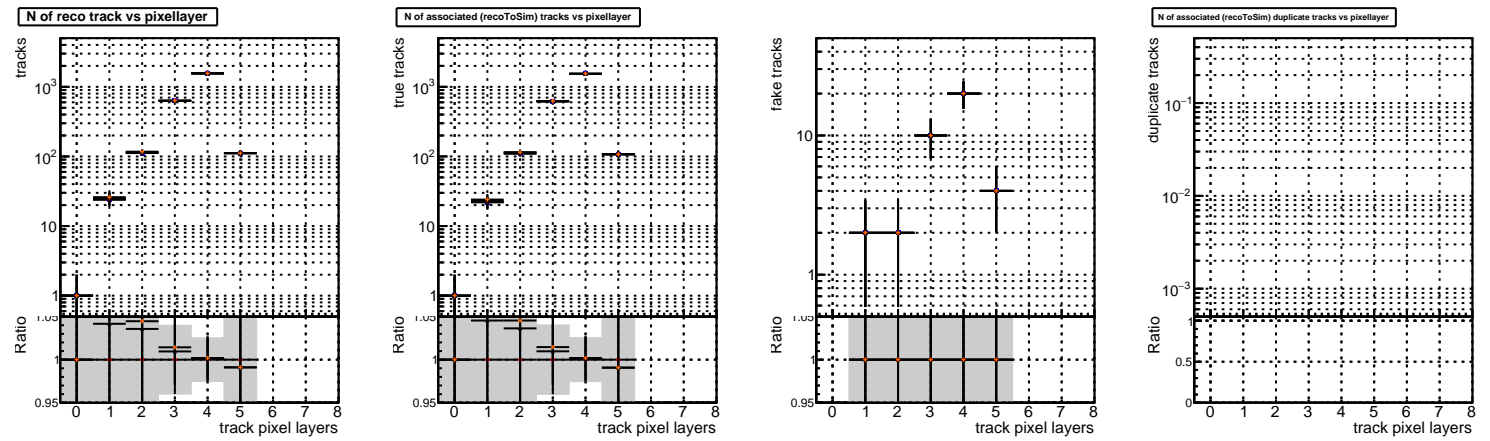 N of reco track vs pixellayer
tracks
10³
10²
10
1
Ratio
1.05
1
0.95
0 1 2 3 4 5 6 7 8
track pixel layers
N of associated (recoToSim) tracks vs pixellayer
true tracks
10³
10²
10
1
Ratio
1.05
1
0.95
0 1 2 3 4 5 6 7 8
track pixel layers
fake tracks
10
1
Ratio
1.05
1
0.95
0 1 2 3 4 5 6 7 8
track pixel layers
N of associated (recoToSim) duplicate tracks vs pixellayer
duplicate tracks
10⁻¹
10⁻²
10⁻³
Ratio
1
0.5
0
0 1 2 3 4 5 6 7 8
track pixel layers